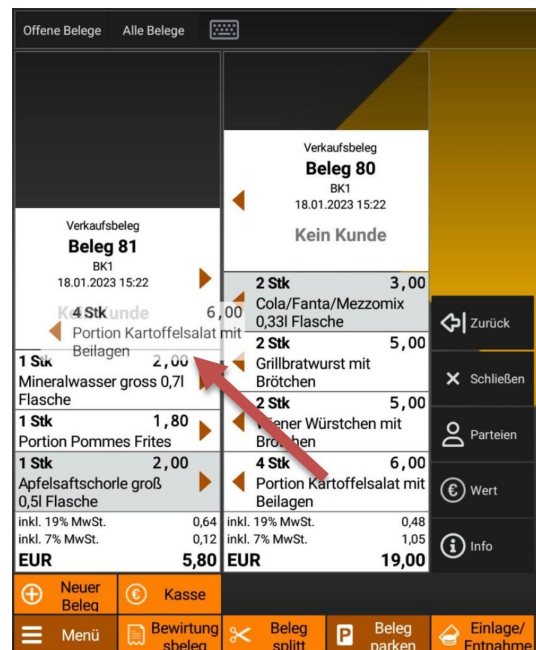 Offene Belege
Alle Belege
Verkaufsbeleg
Beleg 81
BK1
18.01.2023 15:22
Kein Kunde
4 Stk 6,00
Portion Kartoffelsalat mit
Beilagen
1 Stk 2,00
Mineralwasser gross 0,7l
Flasche
1 Stk 1,80
Portion Pommes Frites
1 Stk 2,00
Apfelsaftschorle groß
0,5l Flasche
inkl. 19% MwSt. 0,64
inkl. 7% MwSt. 0,12
EUR 5,80
Verkaufsbeleg
Beleg 80
BK1
18.01.2023 15:22
Kein Kunde
2 Stk 3,00
Cola/Fanta/Mezzomix
0,33l Flasche
2 Stk 5,00
Grillbratwurst mit
Brötchen
2 Stk 5,00
Wiener Würstchen mit
Brötchen
4 Stk 6,00
Portion Kartoffelsalat mit
Beilagen
inkl. 19% MwSt. 0,48
inkl. 7% MwSt. 1,05
EUR 19,00
Zurück
Schließen
Parteien
Wert
Info
Neuer
Beleg
Kasse
Menü
Bewirtung
sbeleg
Beleg
splitt
P
Beleg
parken
Einlage/
Entnahme